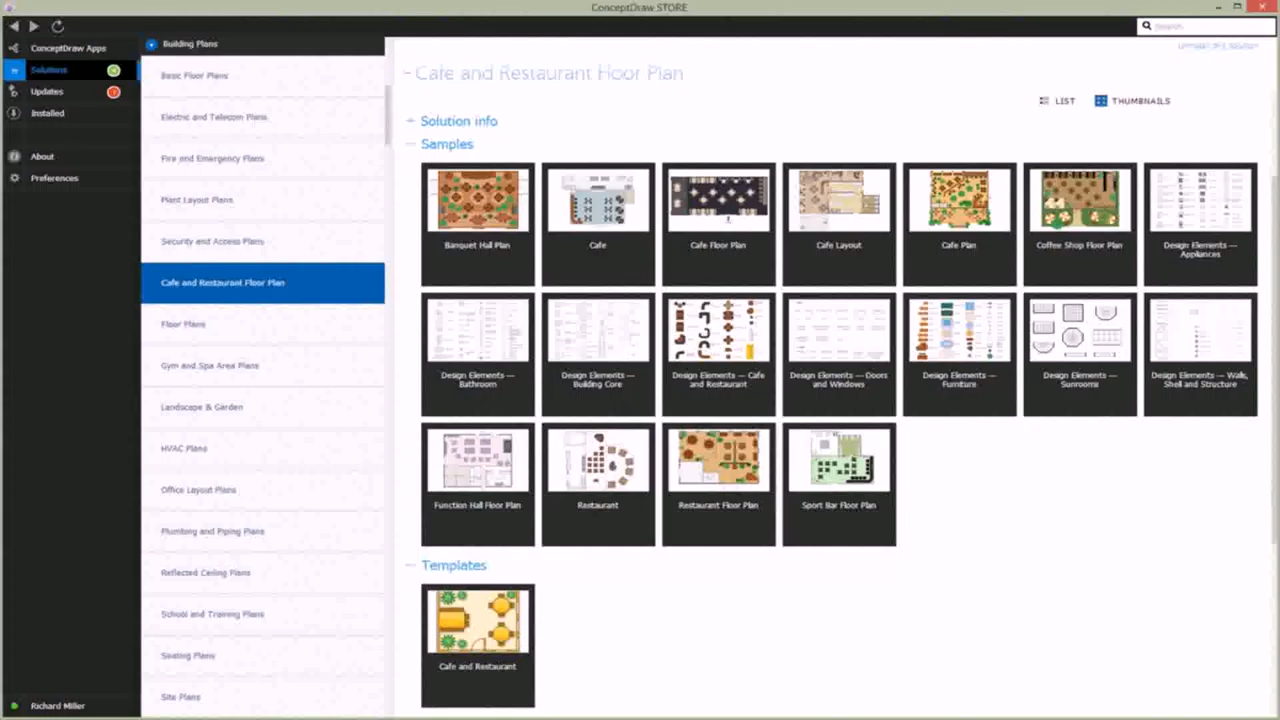 ConceptDraw STORE
ConceptDraw Apps
Solutions
Updates
Installed
About
Preferences
Richard Miller
Building Plans
Basic Floor Plans
Electric and Telecom Plans
Fire and Emergency Plans
Plant Layout Plans
Security and Access Plans
Cafe and Restaurant Floor Plan
Floor Plans
Gym and Spa Area Plans
Landscape & Garden
HVAC Plans
Office Layout Plans
Plumbing and Piping Plans
Reflected Ceiling Plans
School and Training Plans
Seating Plans
Site Plans
Search
Uninstall this solution
Cafe and Restaurant Floor Plan
LIST
THUMBNAILS
Solution info
Samples
Banquet Hall Plan
Cafe
Cafe Floor Plan
Cafe Layout
Cafe Plan
Coffee Shop Floor Plan
Design Elements —
Appliances
Design Elements —
Bathroom
Design Elements —
Building Core
Design Elements — Cafe
and Restaurant
Design Elements — Doors
and Windows
Design Elements —
Furniture
Design Elements —
Sunrooms
Design Elements — Walls,
Shell and Structure
Function Hall Floor Plan
Restaurant
Restaurant Floor Plan
Sport Bar Floor Plan
Templates
Cafe and Restaurant